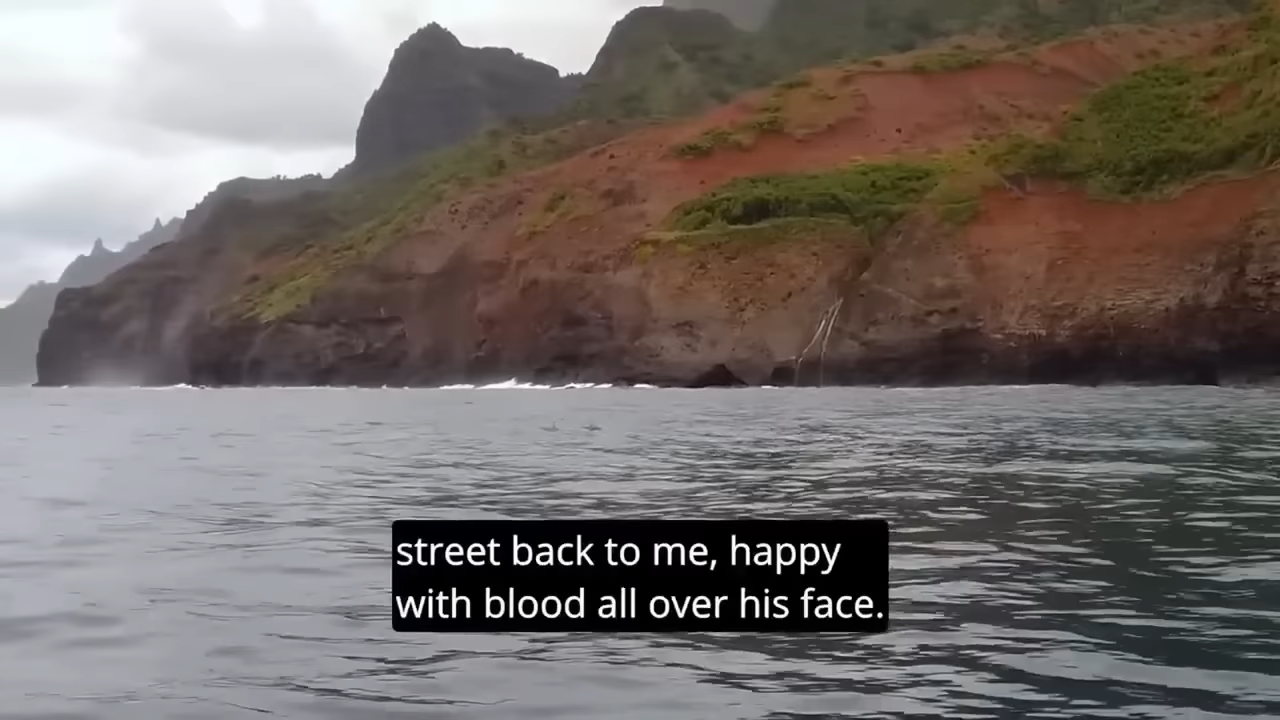 street back to me, happy
with blood all over his face.